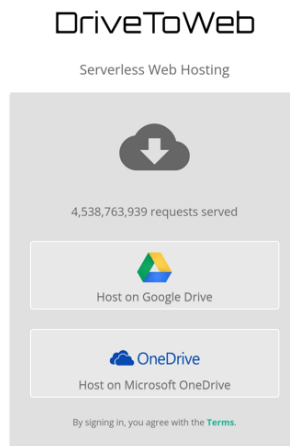 DriveToWeb
Serverless Web Hosting
4,538,763,939 requests served
Host on Google Drive
OneDrive
Host on Microsoft OneDrive
By signing in, you agree with the Terms.